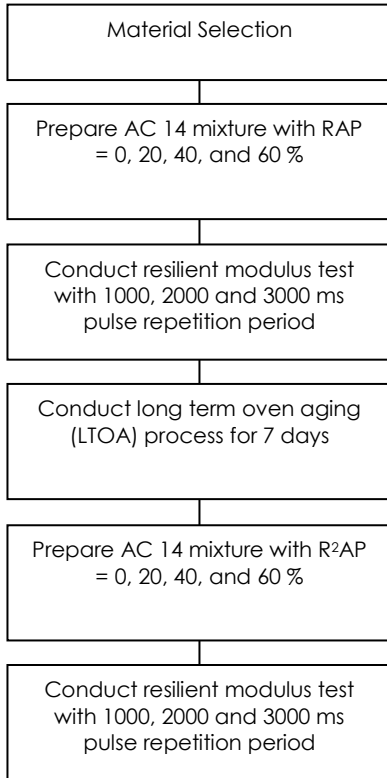 Material Selection
Prepare AC 14 mixture with RAP
= 0, 20, 40, and 60 %
Conduct resilient modulus test
with 1000, 2000 and 3000 ms
pulse repetition period
Conduct long term oven aging
(LTOA) process for 7 days
Prepare AC 14 mixture with R²AP
= 0, 20, 40, and 60 %
Conduct resilient modulus test
with 1000, 2000 and 3000 ms
pulse repetition period